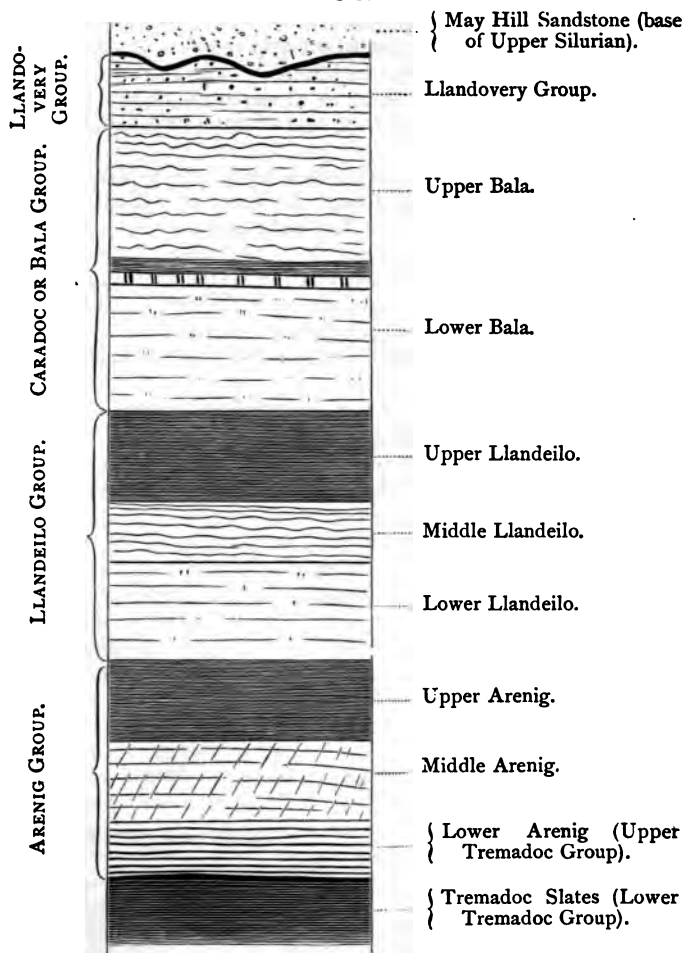 May Hill Sandstone (base
of Upper Silurian).
LLANDO-
VERY
GROUP.
Llandovery Group.
CARADOC OR BALA GROUP.
Upper Bala.
Lower Bala.
LLANDEILO GROUP.
Upper Llandeilo.
Middle Llandeilo.
Lower Llandeilo.
ARENIG GROUP.
Upper Arenig.
Middle Arenig.
Lower Arenig (Upper
Tremadoc Group).
Tremadoc Slates (Lower
Tremadoc Group).